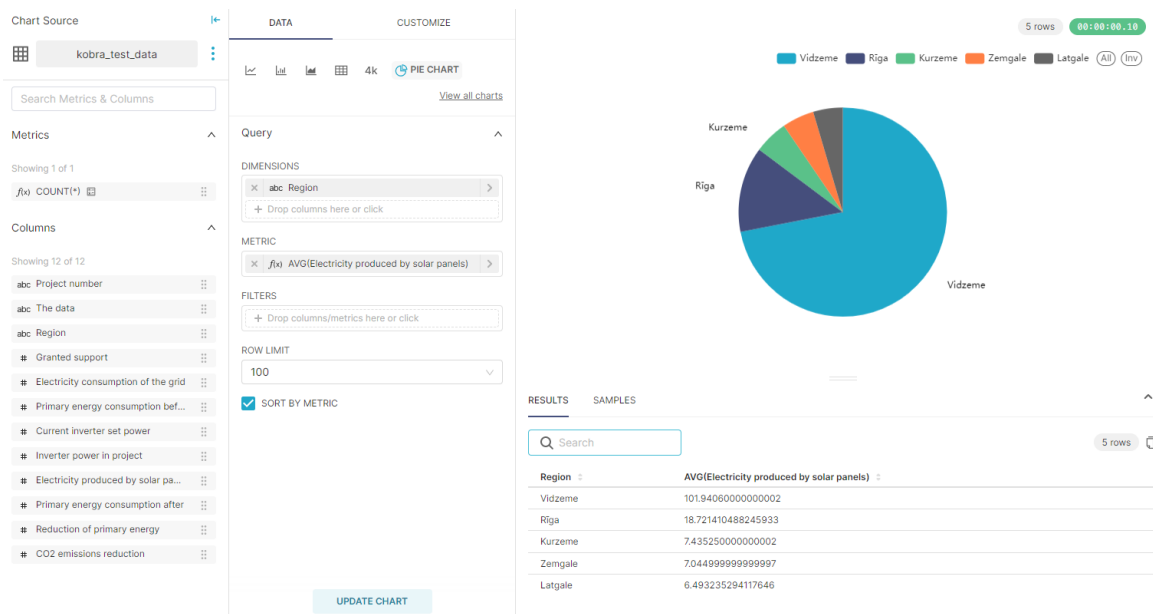 Chart Source
kobra_test_data
Search Metrics & Columns
Metrics
Showing 1 of 1
f(x) COUNT(*)
Columns
Showing 12 of 12
abc Project number
abc The data
abc Region
# Granted support
# Electricity consumption of the grid
# Primary energy consumption bef...
# Current inverter set power
# Inverter power in project
# Electricity produced by solar pa...
# Primary energy consumption after
# Reduction of primary energy
# CO2 emissions reduction
DATA
CUSTOMIZE
4k
PIE CHART
View all charts
Query
DIMENSIONS
abc Region
+ Drop columns here or click
METRIC
f(x) AVG(Electricity produced by solar panels)
FILTERS
+ Drop columns/metrics here or click
ROW LIMIT
100
SORT BY METRIC
UPDATE CHART
5 rows
00:00:00.10
Vidzeme Rīga Kurzeme Zemgale Latgale All Inv
Kurzeme
Rīga
Vidzeme
RESULTS SAMPLES
Search
5 rows
Region AVG(Electricity produced by solar panels)
Vidzeme 101.94060000000002
Rīga 18.721410488245933
Kurzeme 7.435250000000002
Zemgale 7.044999999999997
Latgale 6.493235294117646